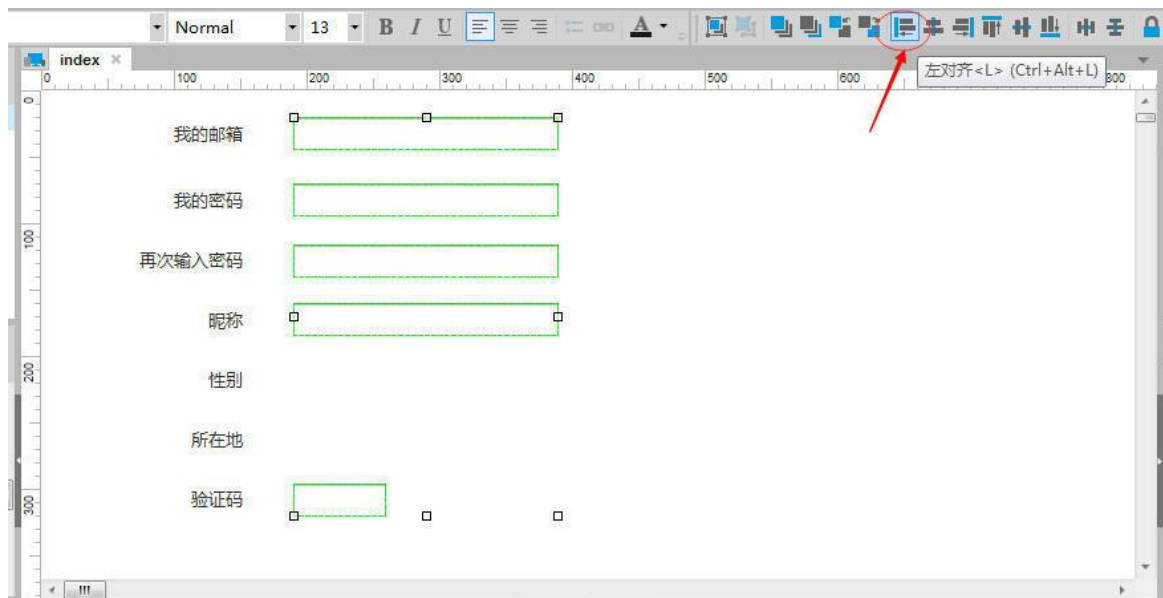 Normal 13 B I U A
index
0 100 200 300 400 500 600 800
左对齐<L> (Ctrl+Alt+L)
0
我的邮箱
我的密码
100
再次输入密码
昵称
200
性别
所在地
300
验证码